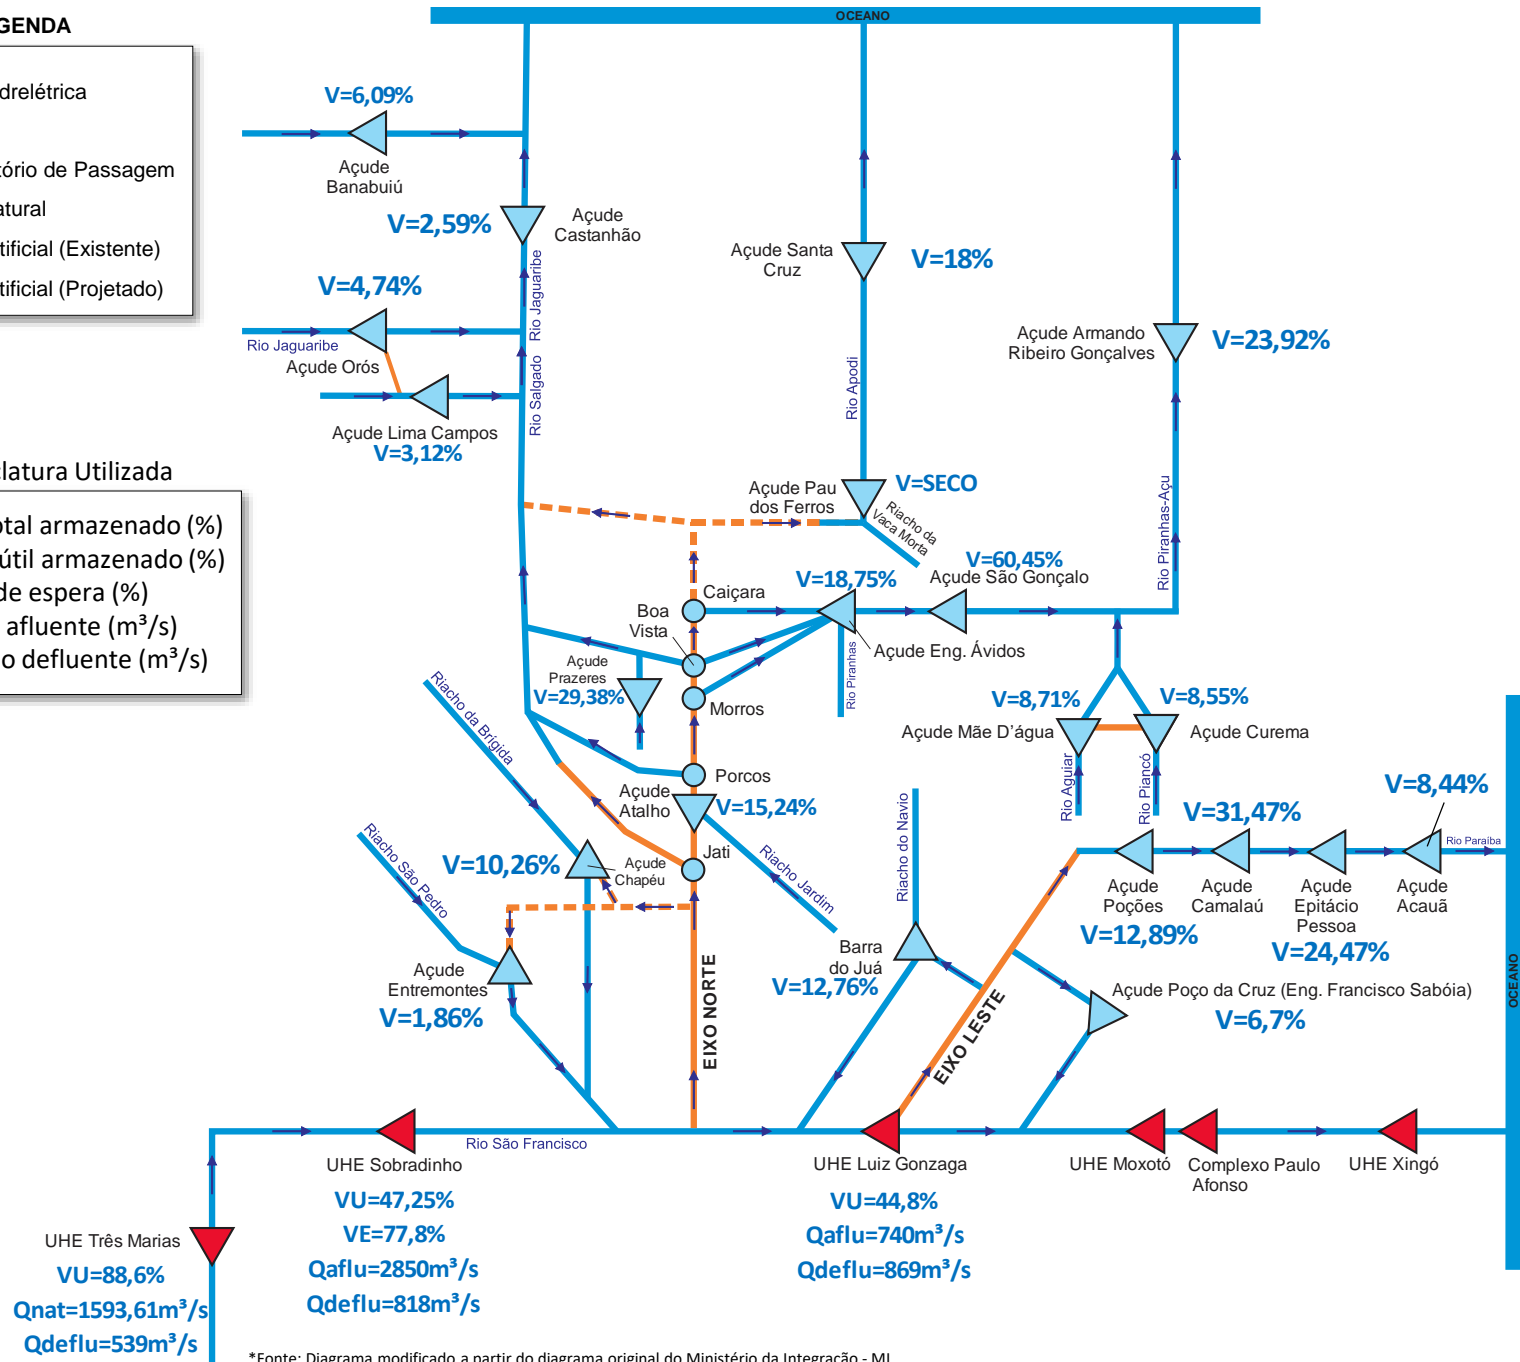 OCEANO
GENDA
drelétrica
tório de Passagem
atural
tificial (Existente)
tificial (Projetado)
V=6,09%
Açude
Banabuiú
V=2,59%
Açude
Castanhão
Rio Jaguaribe
V=4,74%
Rio Jaguaribe
Açude Orós
Rio Salgado
Açude Lima Campos
V=3,12%
Açude Santa
Cruz
V=18%
Rio Apodi
Açude Armando
Ribeiro Gonçalves
V=23,92%
Rio Piranhas-Açu
clatura Utilizada
otal armazenado (%)
útil armazenado (%)
de espera (%)
afluente (m³/s)
o defluente (m³/s)
Açude Pau
dos Ferros
V=SECO
Riacho da
Vaca Morta
V=60,45%
Açude São Gonçalo
V=18,75%
Açude Eng. Ávidos
Rio Piranhas
Caiçara
Boa
Vista
Morros
Açude
Prazeres
V=29,38%
Porcos
Açude
Atalho
V=15,24%
Jati
Riacho Jardim
Riacho da Brígida
V=10,26%
Açude
Chapéu
Riacho São Pedro
Açude
Entremontes
V=1,86%
EIXO NORTE
V=8,71%
V=8,55%
Açude Mãe D'água
Açude Curema
Rio Aguiar
Rio Piancó
V=8,44%
V=31,47%
Rio Paraiba
Açude
Poções
V=12,89%
Açude
Camalaú
Açude
Epitácio
Pessoa
V=24,47%
Açude
Acauã
Riacho do Navio
Barra
do Juá
V=12,76%
EIXO LESTE
Açude Poço da Cruz (Eng. Francisco Sabóia)
V=6,7%
OCEANO
Rio São Francisco
UHE Sobradinho
VU=47,25%
VE=77,8%
Qaflu=2850m³/s
Qdeflu=818m³/s
UHE Luiz Gonzaga
VU=44,8%
Qaflu=740m³/s
Qdeflu=869m³/s
UHE Moxotó
Complexo Paulo
Afonso
UHE Xingó
UHE Três Marias
VU=88,6%
Qnat=1593,61m³/s
Qdeflu=539m³/s
*Fonte: Diagrama modificado a partir do diagrama original do Ministério da Integração - MI